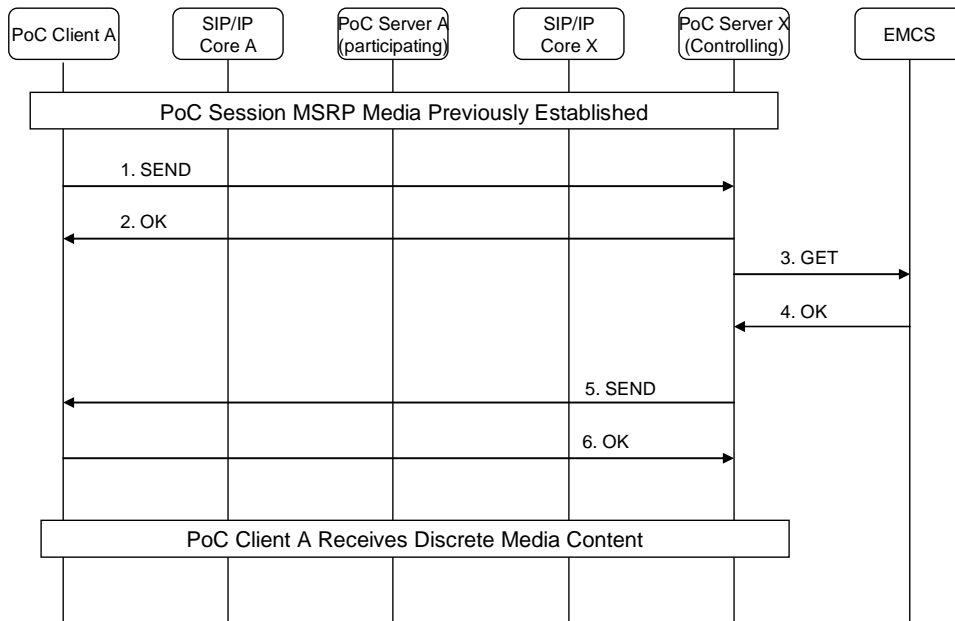 PoC Client A
SIP/IP
Core A
PoC Server A
(participating)
SIP/IP
Core X
PoC Server X
(Controlling)
EMCS
PoC Session MSRP Media Previously Established
1. SEND
2. OK
3. GET
4. OK
5. SEND
6. OK
PoC Client A Receives Discrete Media Content